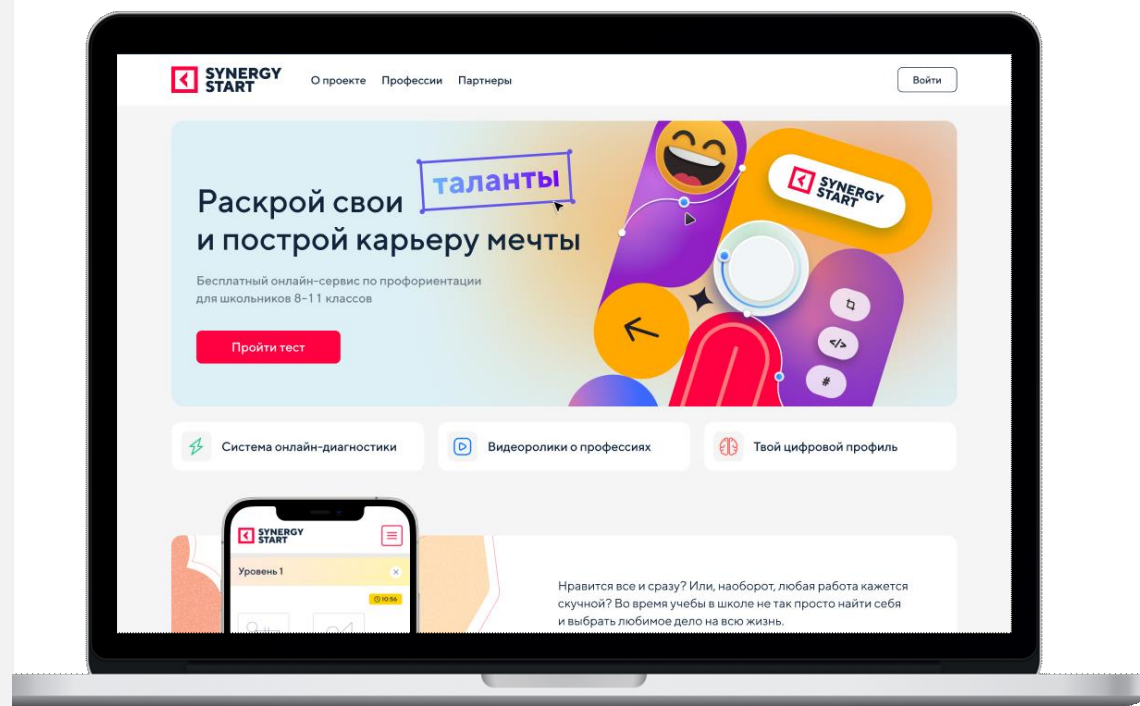 SYNERGY
START
О проекте Профессии Партнеры
Войти
Раскрой свои таланты
и построй карьеру мечты
Бесплатный онлайн-сервис по профориентации
для школьников 8-11 классов
Пройти тест
SYNERGY
START
</>
#
Система онлайн-диагностики
Видеоролики о профессиях
Твой цифровой профиль
SYNERGY
START
Уровень 1
10:56
Нравится все и сразу? Или, наоборот, любая работа кажется
скучной? Во время учебы в школе не так просто найти себя
и выбрать любимое дело на всю жизнь.